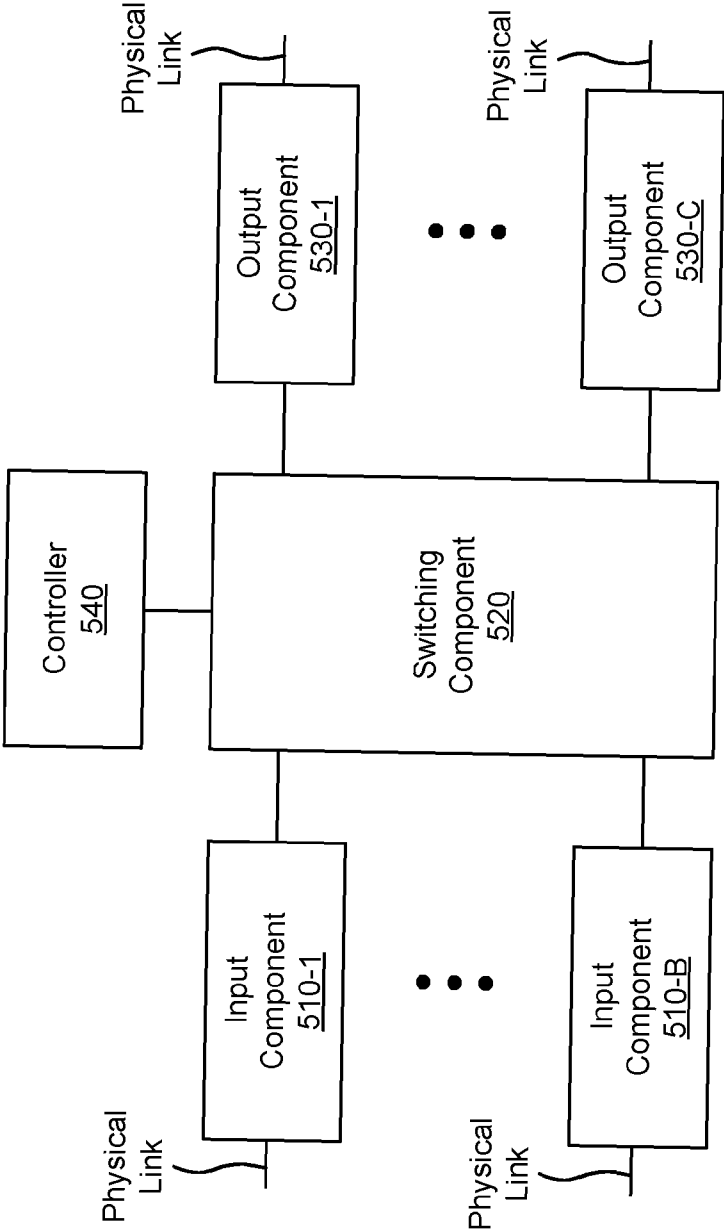 Controller
540
Physical
Link
Input
Component
510-1
Switching
Component
520
Output
Component
530-1
Physical
Link
Physical
Link
Input
Component
510-B
Output
Component
530-C
Physical
Link